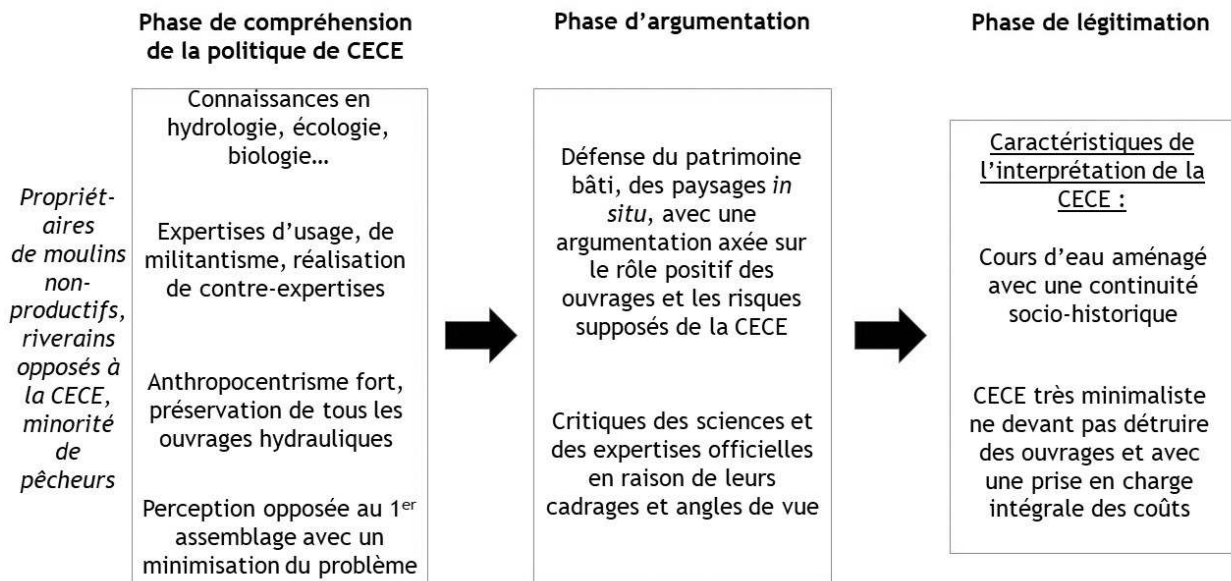 Phase de compréhension
de la politique de CECE
Phase d’argumentation
Phase de légitimation
Propriét-
aires
de moulins
non-
productifs,
riverains
opposés à
la CECE,
minorité
de
pêcheurs
Connaissances en
hydrologie, écologie,
biologie…
Expertises d’usage, de
militantisme, réalisation
de contre-expertises
Anthropocentrisme fort,
préservation de tous les
ouvrages hydrauliques
Perception opposée au 1er
assemblage avec un
minimisation du problème
Défense du patrimoine
bâti, des paysages in
situ, avec une
argumentation axée sur
le rôle positif des
ouvrages et les risques
supposés de la CECE
Critiques des sciences et
des expertises officielles
en raison de leurs
cadrages et angles de vue
Caractéristiques de
l’interprétation de la
CECE :
Cours d’eau aménagé
avec une continuité
socio-historique
CECE très minimaliste
ne devant pas détruire
des ouvrages et avec
une prise en charge
intégrale des coûts